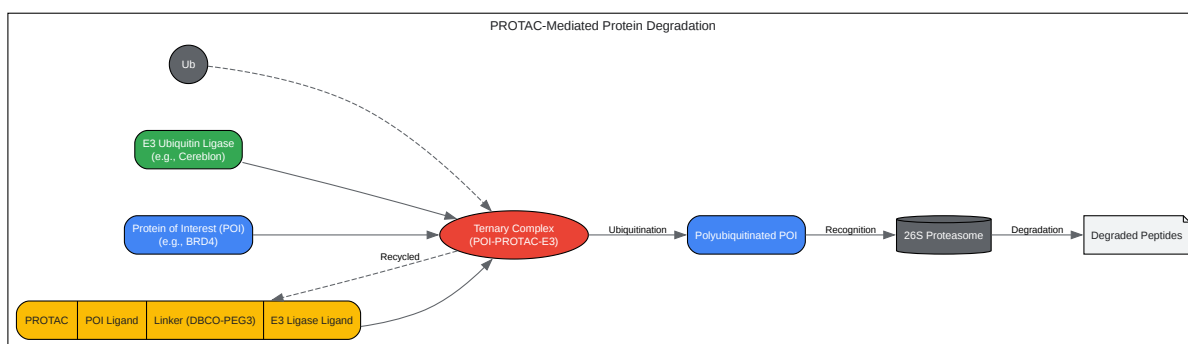 PROTAC-Mediated Protein Degradation
Ub
E3 Ubiquitin Ligase
(e.g., Cereblon)
Protein of Interest (POI)
(e.g., BRD4)
Ternary Complex
(POI-PROTAC-E3)
Ubiquitination
Polyubiquitinated POI
Recognition
26S Proteasome
Degradation
Degraded Peptides
Recycled
PROTAC
POI Ligand
Linker (DBCO-PEG3)
E3 Ligase Ligand